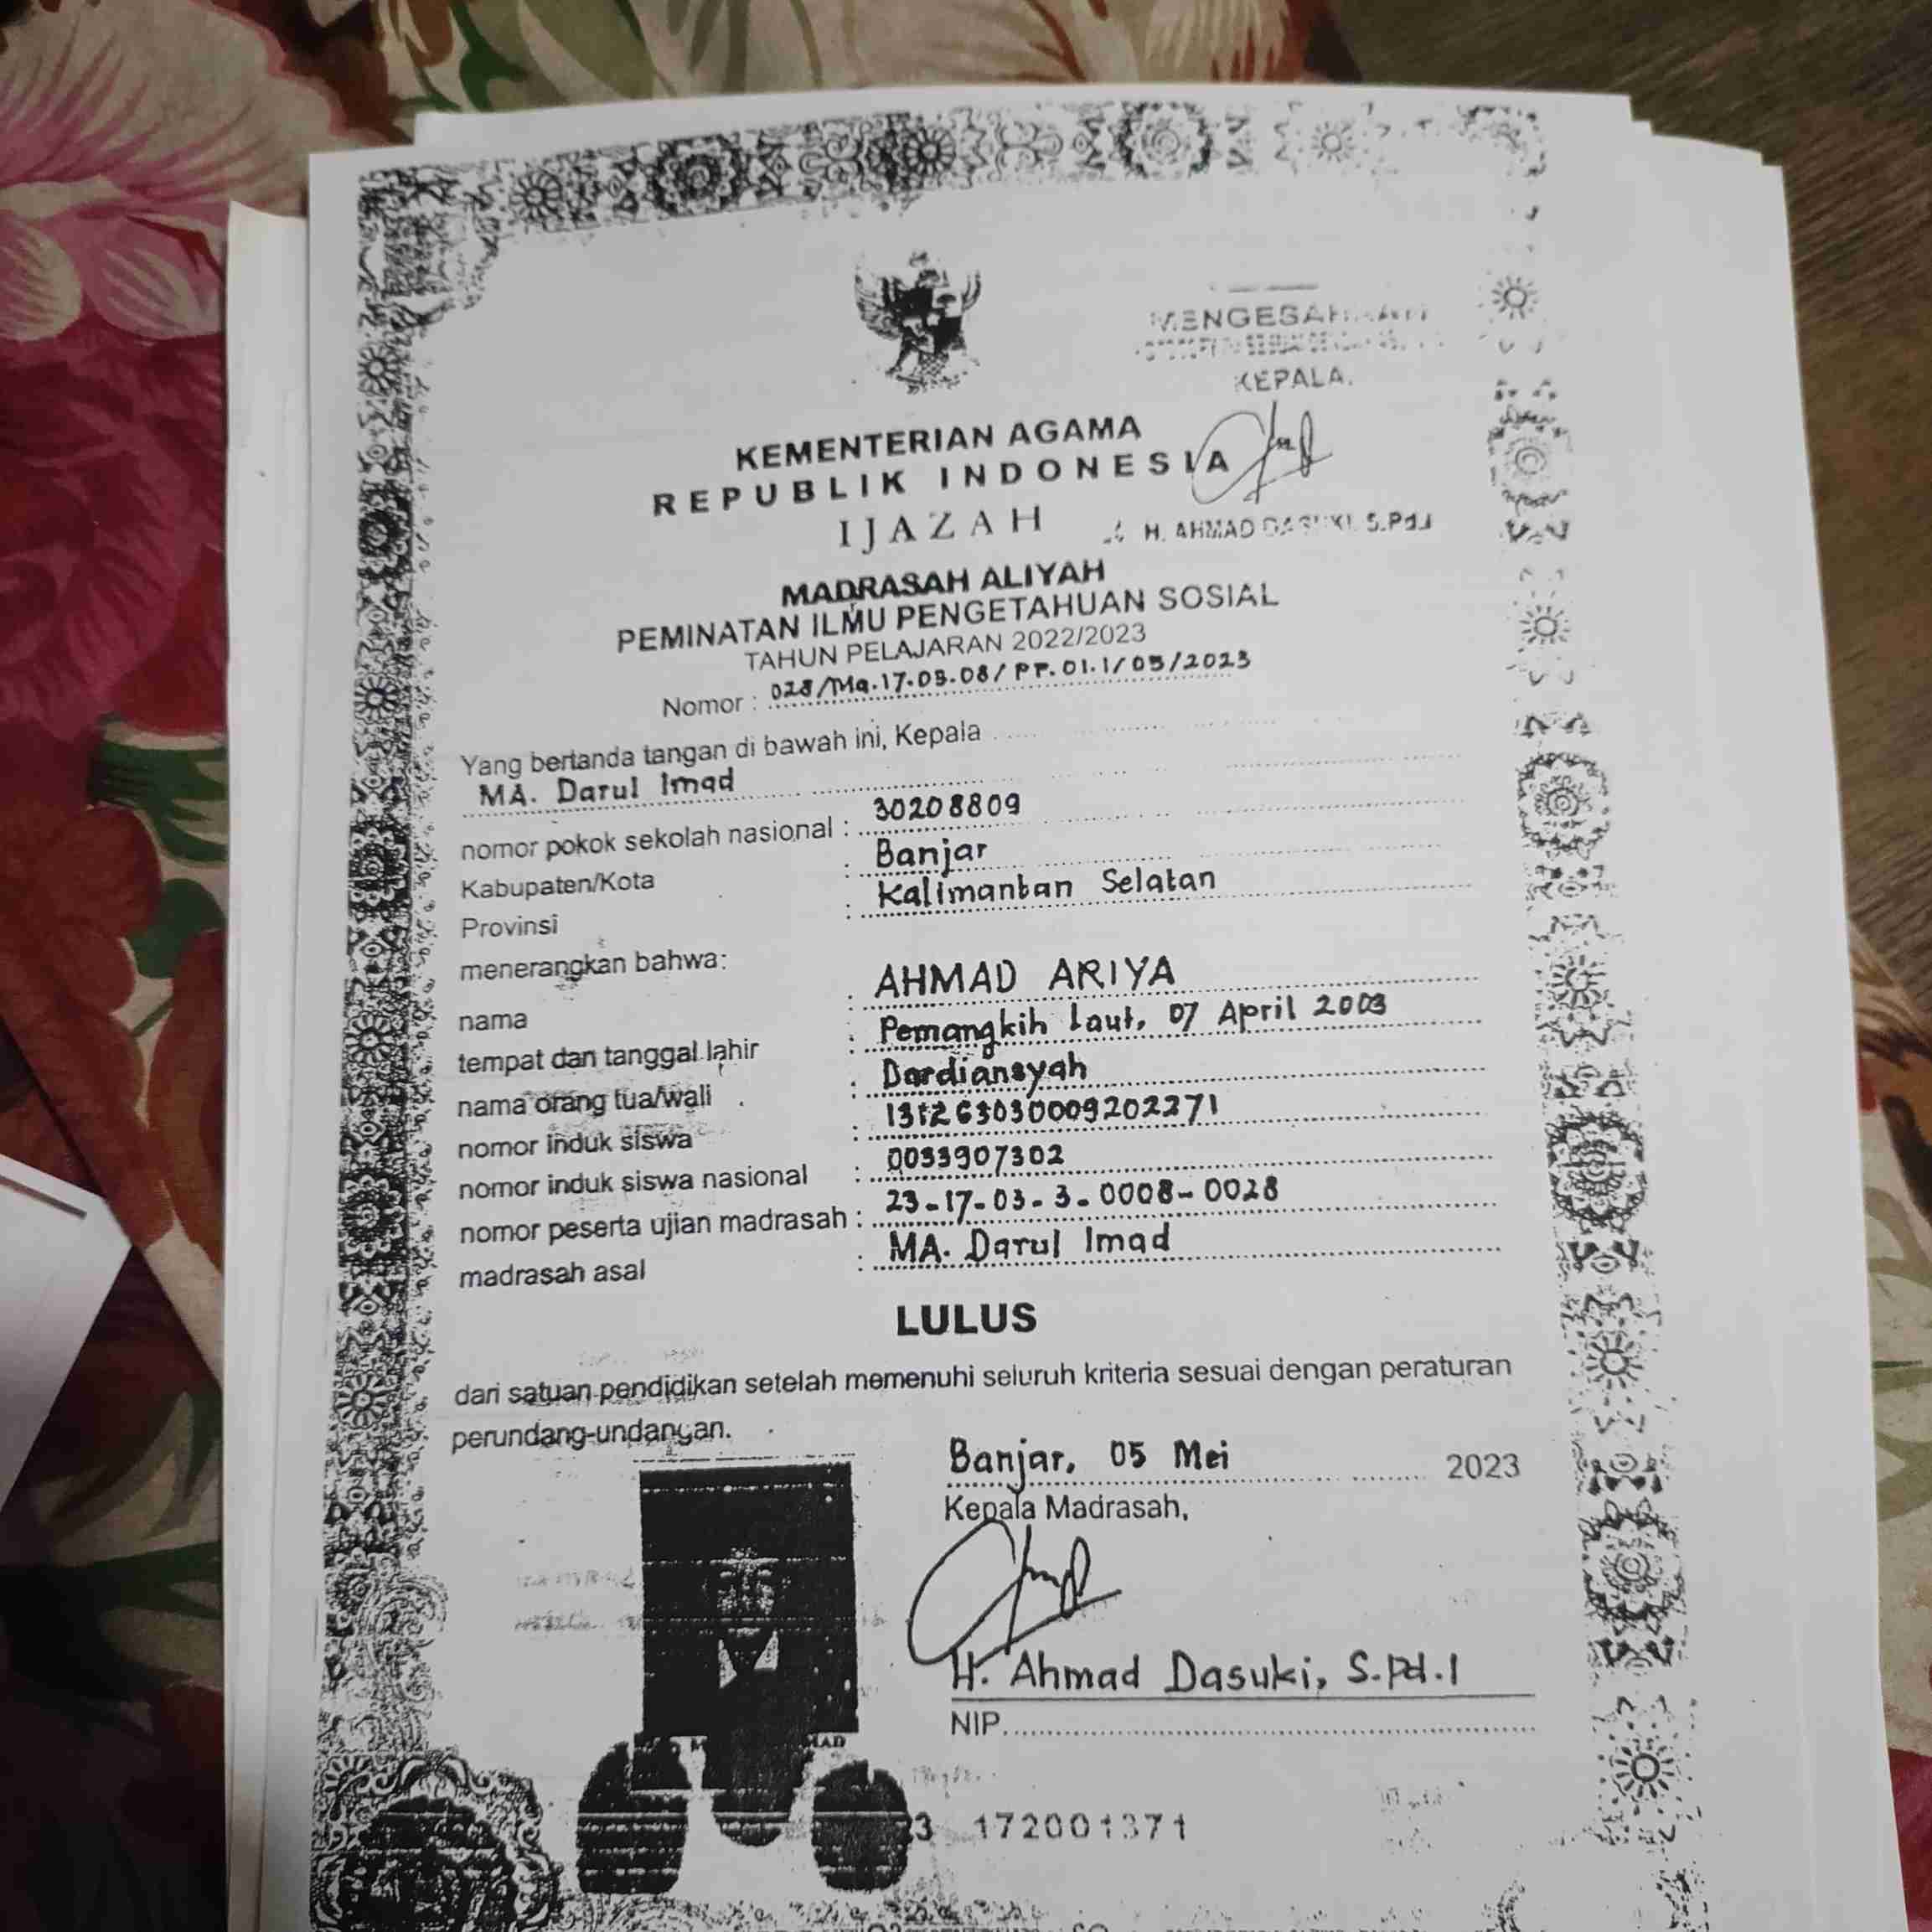 MENGESAHKAN
KEPALA,
KEMENTERIAN AGAMA
REPUBLIK INDONESIA
IJAZAH
H. AHMAD DASUKI, S.Pd.I
MADRASAH ALIYAH
PEMINATAN ILMU PENGETAHUAN SOSIAL
TAHUN PELAJARAN 2022/2023
Nomor : 028/Ma.17.03.08/PP.01.1/05/2023
Yang bertanda tangan di bawah ini, Kepala
MA. Darul Imad
nomor pokok sekolah nasional : 30208809
Kabupaten/Kota : Banjar
Provinsi : Kalimantan Selatan
menerangkan bahwa:
nama : AHMAD ARIYA
tempat dan tanggal lahir : Pemangkih Laut, 07 April 2003
nama orang tua/wali : Dardiansyah
nomor induk siswa : 131263030009202271
nomor induk siswa nasional : 0033907302
nomor peserta ujian madrasah : 23-17-03-3-0008-0028
madrasah asal : MA. Darul Imad
LULUS
dari satuan pendidikan setelah memenuhi seluruh kriteria sesuai dengan peraturan
perundang-undangan.
Banjar, 05 Mei 2023
Kepala Madrasah,
H. Ahmad Dasuki, S.Pd.I
NIP.
172001371